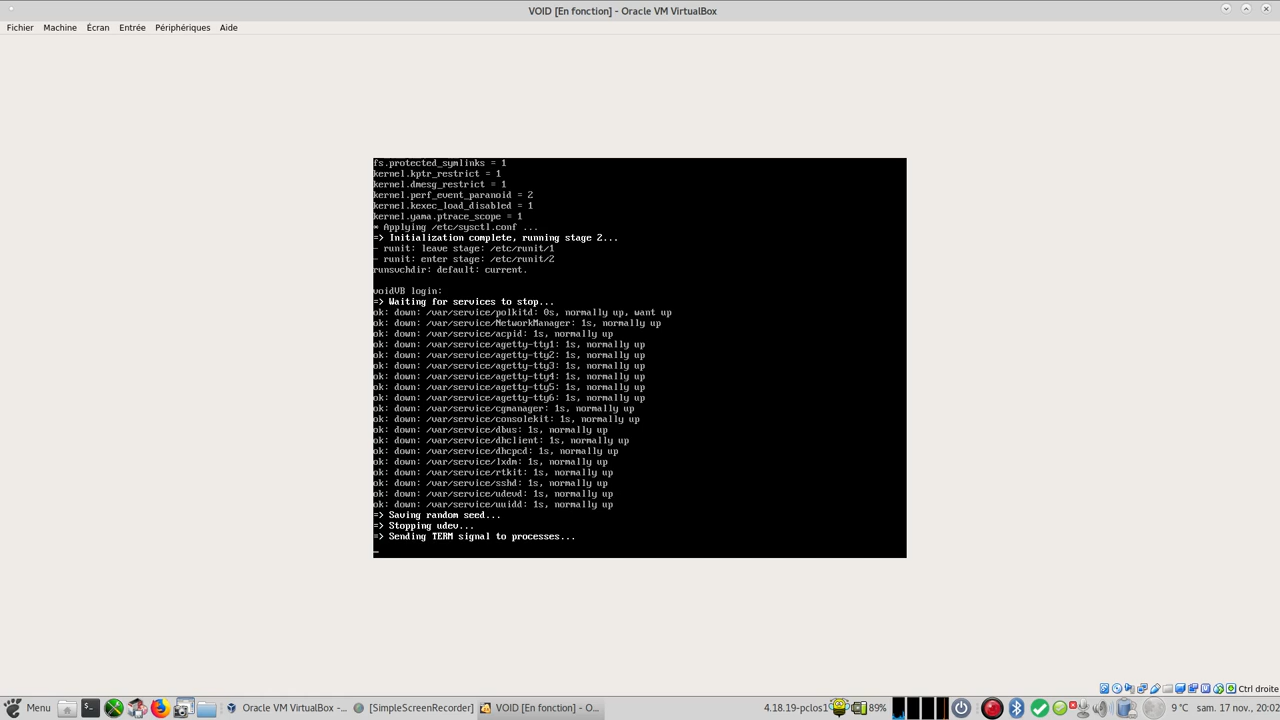 VOID [En fonction] - Oracle VM VirtualBox
Fichier Machine Écran Entrée Périphériques Aide
fs.protected_symlinks = 1
kernel.kptr_restrict = 1
kernel.dmesg_restrict = 1
kernel.perf_event_paranoid = 2
kernel.kexec_load_disabled = 1
kernel.yama.ptrace_scope = 1
* Applying /etc/sysctl.conf ...
=> Initialization complete, running stage 2...
- runit: leave stage: /etc/runit/1
- runit: enter stage: /etc/runit/2
runsvchdir: default: current.
voidVB login:
=> Waiting for services to stop...
ok: down: /var/service/polkitd: 0s, normally up, want up
ok: down: /var/service/NetworkManager: 1s, normally up
ok: down: /var/service/acpid: 1s, normally up
ok: down: /var/service/agetty-tty1: 1s, normally up
ok: down: /var/service/agetty-tty2: 1s, normally up
ok: down: /var/service/agetty-tty3: 1s, normally up
ok: down: /var/service/agetty-tty4: 1s, normally up
ok: down: /var/service/agetty-tty5: 1s, normally up
ok: down: /var/service/agetty-tty6: 1s, normally up
ok: down: /var/service/cgmanager: 1s, normally up
ok: down: /var/service/consolekit: 1s, normally up
ok: down: /var/service/dbus: 1s, normally up
ok: down: /var/service/dhclient: 1s, normally up
ok: down: /var/service/dhcpcd: 1s, normally up
ok: down: /var/service/lxdm: 1s, normally up
ok: down: /var/service/rtkit: 1s, normally up
ok: down: /var/service/sshd: 1s, normally up
ok: down: /var/service/udevd: 1s, normally up
ok: down: /var/service/uuidd: 1s, normally up
=> Saving random seed...
=> Stopping udev...
=> Sending TERM signal to processes...
_
Ctrl droite
Menu Oracle VM VirtualBox -... [SimpleScreenRecorder] VOID [En fonction] - O... 4.18.19-pclos1 89% 9 °C sam. 17 nov., 20:02